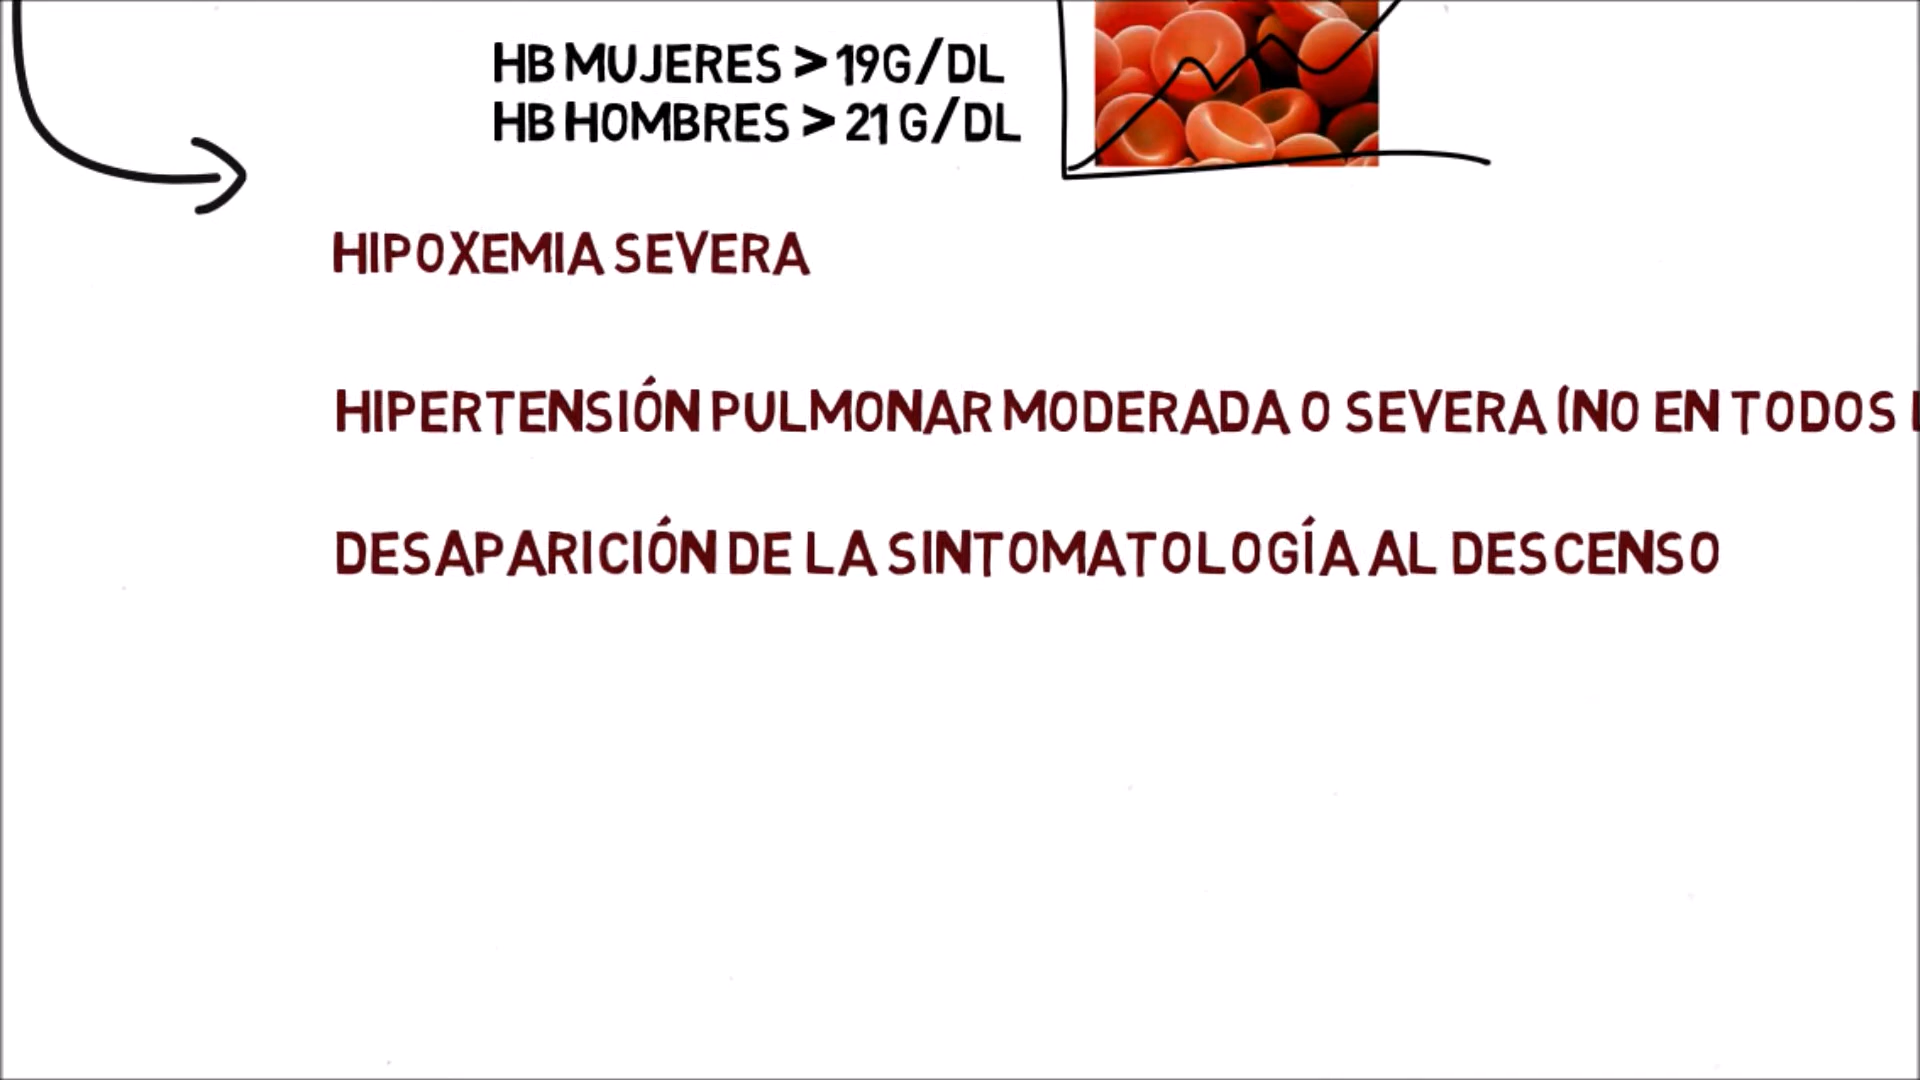 HB MUJERES > 19G/DL
HB HOMBRES > 21 G/DL
HIPOXEMIA SEVERA
HIPERTENSIÓN PULMONAR MODERADA O SEVERA (NO EN TODOS
DESAPARICIÓN DE LA SINTOMATOLOGÍA AL DESCENSO